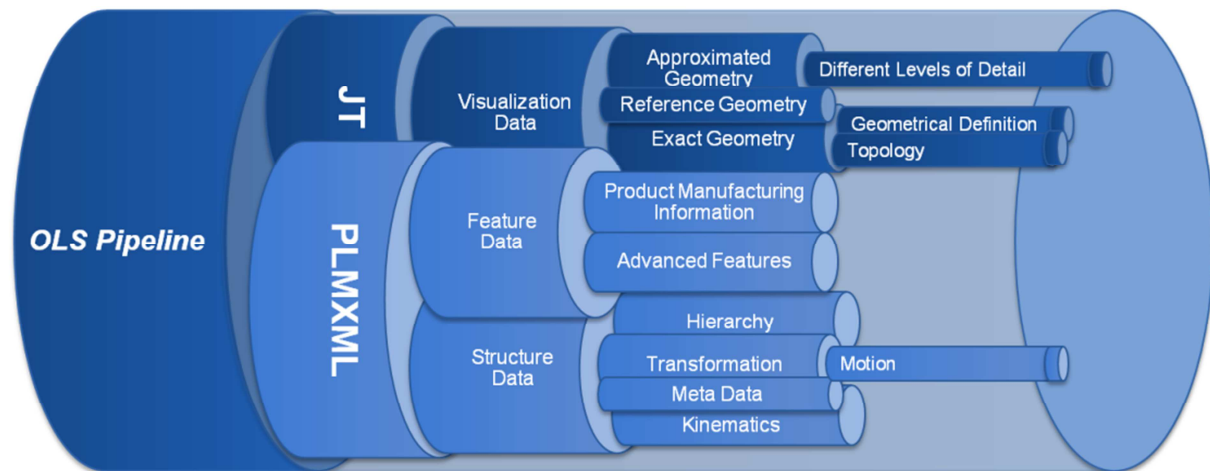 OLS Pipeline
JT
PLMXML
Visualization
Data
Feature
Data
Structure
Data
Approximated
Geometry
Reference Geometry
Exact Geometry
Product Manufacturing
Information
Advanced Features
Hierarchy
Transformation
Meta Data
Kinematics
Different Levels of Detail
Geometrical Definition
Topology
Motion